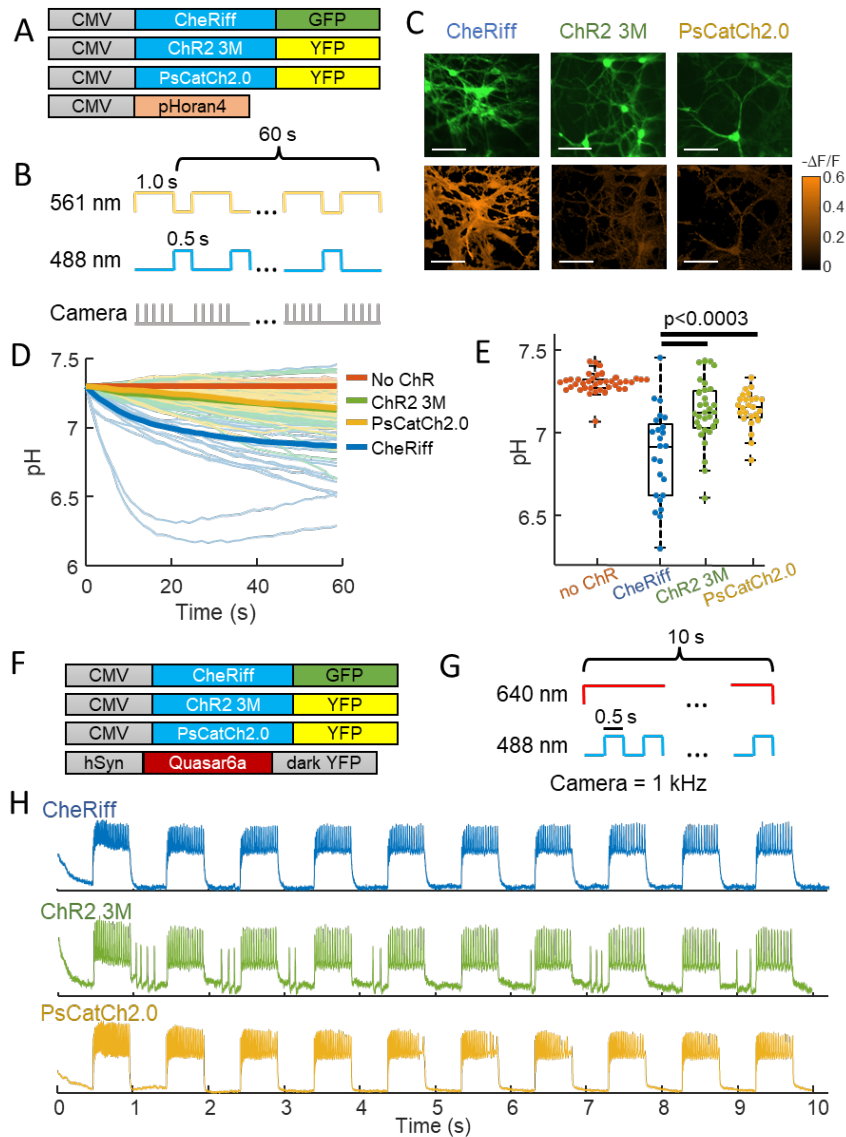 A
CMV CheRiff GFP
CMV ChR2 3M YFP
CMV PsCatCh2.0 YFP
CMV pHoran4
B
60 s
1.0 s
561 nm
0.5 s
488 nm
Camera
C
CheRiff ChR2 3M PsCatCh2.0
-ΔF/F
0.6
0
D
7.5
7
6.5
6
pH
0 20 40 60
Time (s)
No ChR
ChR2 3M
PsCatCh2.0
CheRiff
E
p<0.0003
7.5
7
6.5
pH
no ChR CheRiff ChR2 3M PsCatCh2.0
F
CMV CheRiff GFP
CMV ChR2 3M YFP
CMV PsCatCh2.0 YFP
hSyn Quasar6a dark YFP
G
10 s
640 nm
...
0.5 s
488 nm
...
Camera = 1 kHz
H
CheRiff
ChR2 3M
PsCatCh2.0
0 1 2 3 4 5 6 7 8 9 10
Time (s)